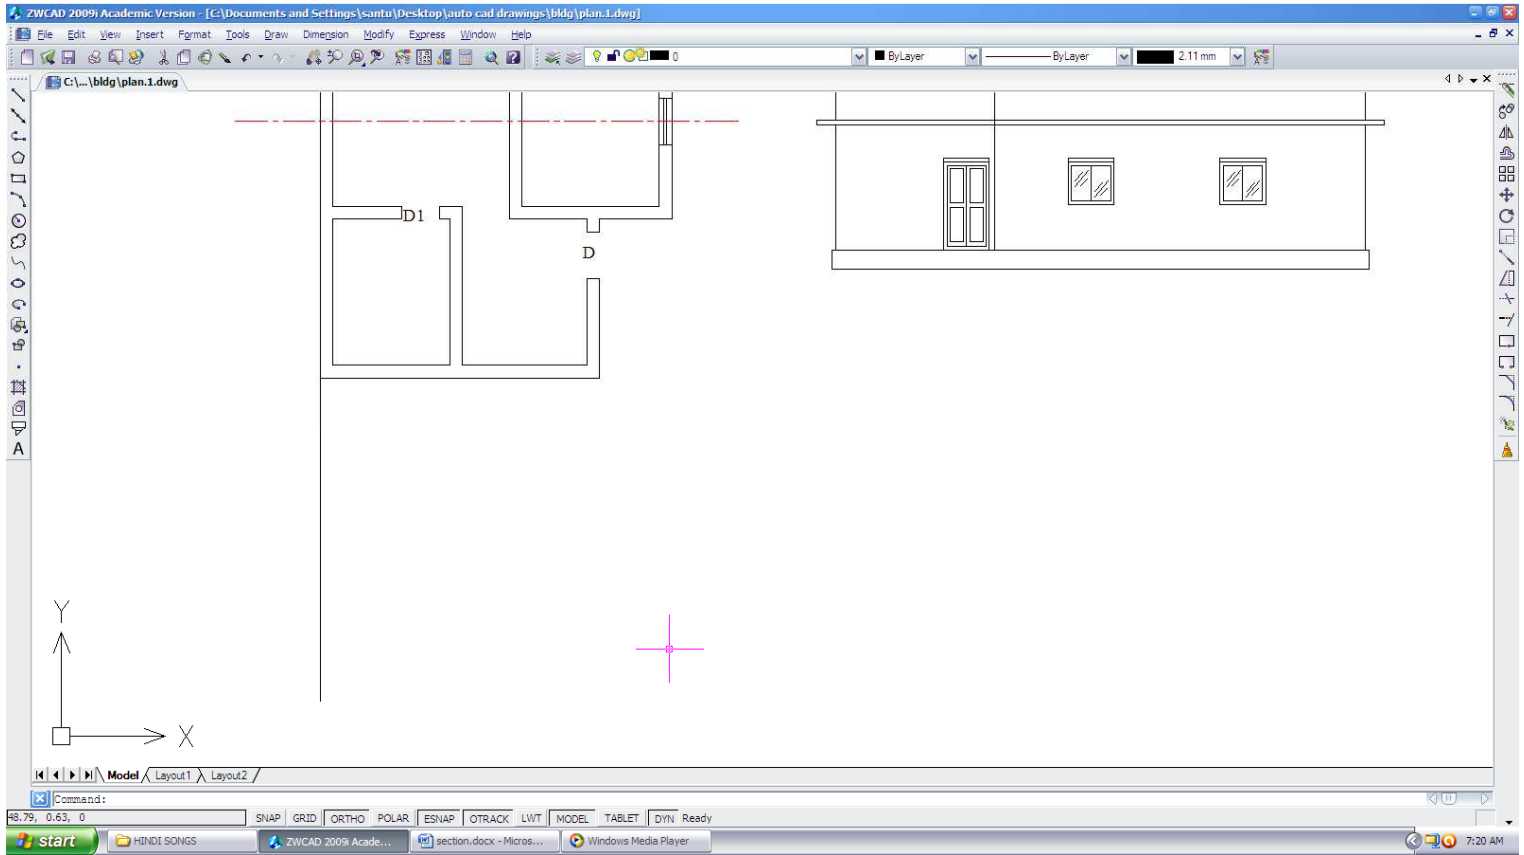 ZWCAD 2009i Academic Version - [C:\Documents and Settings\santu\Desktop\auto cad drawings\bldg\plan.1.dwg]
File Edit View Insert Format Tools Draw Dimension Modify Express Window Help
0 ByLayer ByLayer 2.11 mm
C:\...\bldg\plan.1.dwg
D1
D
Y
X
A
Model Layout1 Layout2
Command:
48.79, 0.63, 0 SNAP GRID ORTHO POLAR ESNAP OTRACK LWT MODEL TABLET DYN Ready
start HINDI SONGS ZWCAD 2009i Acade... section.docx - Micros... Windows Media Player 7:20 AM